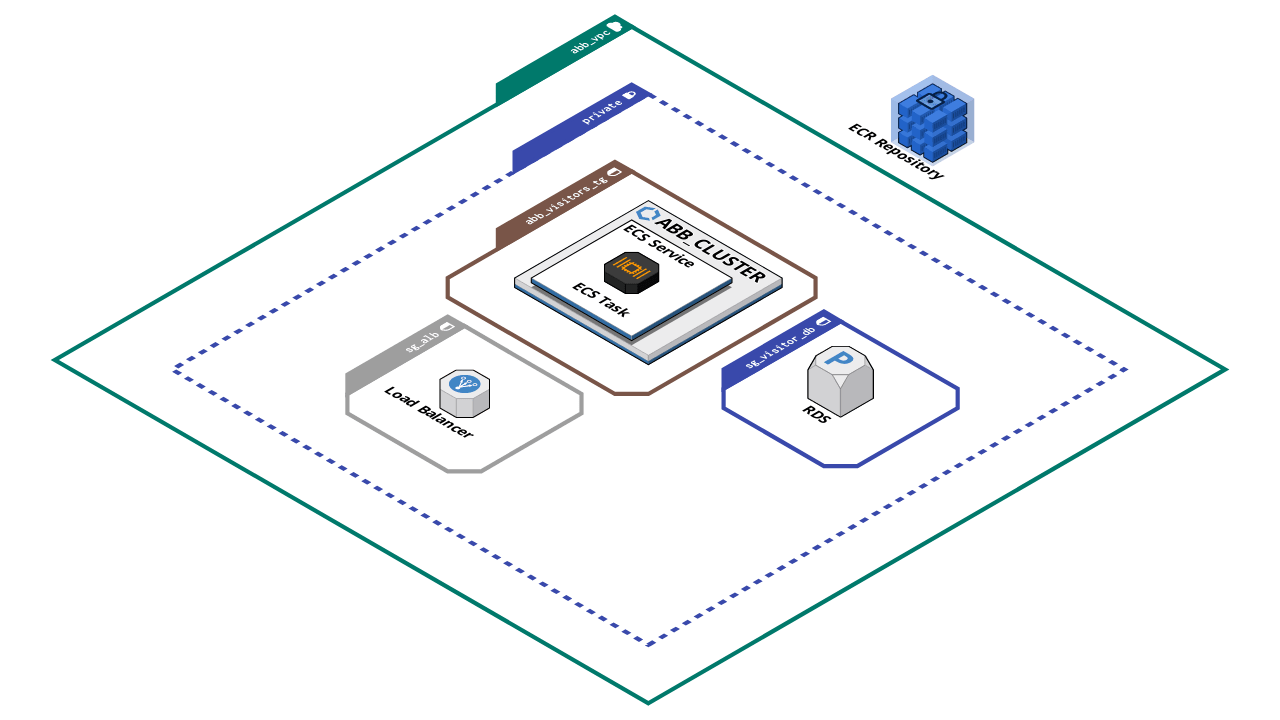 abb_vpc
private
ECR Repository
abb_visitors_tg
ABB_CLUSTER
ECS Service
ECS Task
sg_alb
Load Balancer
sg_visitor_db
P
RDS